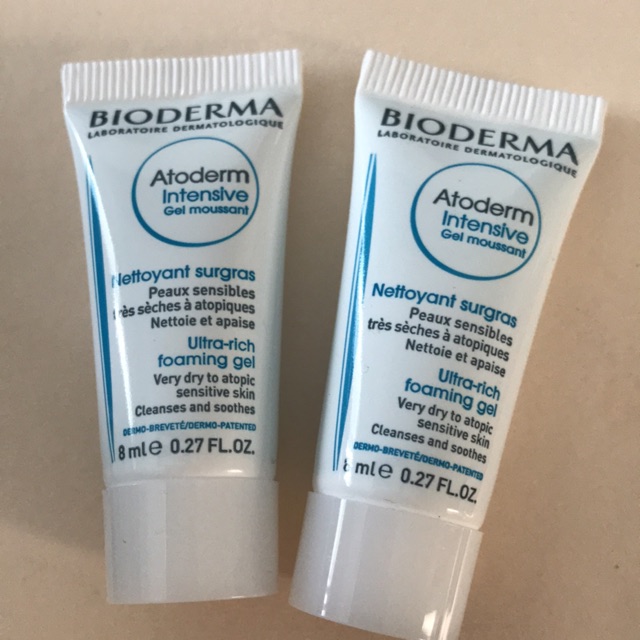 BIODERMA
LABORATOIRE DERMATOLOGIQUE
Atoderm
Intensive
Gel moussant
Nettoyant surgras
Peaux sensibles
très sèches à atopiques
Nettoie et apaise
Ultra-rich
foaming gel
Very dry to atopic
sensitive skin
Cleanses and soothes
DERMO-BREVETÉ/DERMO-PATENTED
8 ml e 0.27 FL.OZ.
BIODERMA
LABORATOIRE DERMATOLOGIQUE
Atoderm
Intensive
Gel moussant
Nettoyant surgras
Peaux sensibles
très sèches à atopiques
Nettoie et apaise
Ultra-rich
foaming gel
Very dry to atopic
sensitive skin
Cleanses and soothes
DERMO-BREVETÉ/DERMO-PATENTED
8 ml e 0.27 FL.OZ.